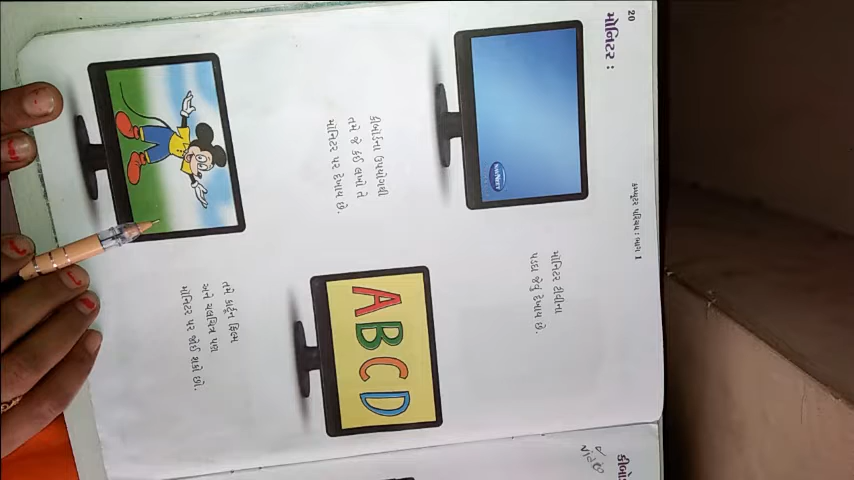 20
કમ્પ્યુટર પરિચય : ભાગ 1
મોનિટર :
NAVNEET
મોનિટર ટીવીના
પડદા જેવું દેખાય છે.
કીબોર્ડના ઉપયોગથી
તમે જે કંઈ લખો તે
મોનિટર પર દેખાય છે.
A B C D
તમે કાર્ટૂન ફિલ્મ
અને ચલચિત્ર પણ
મોનિટર પર જોઈ શકો છો.